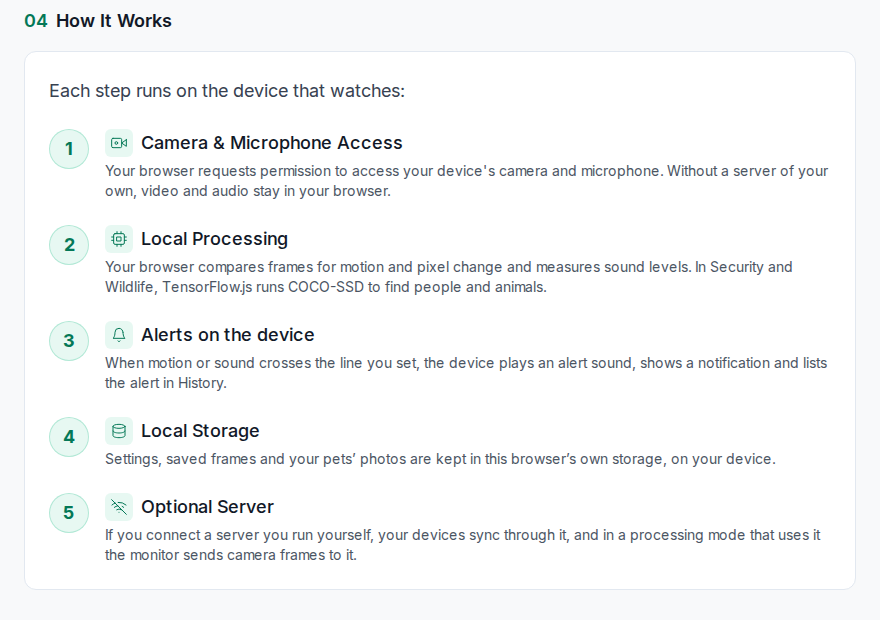 04 How It Works
Each step runs on the device that watches:
1
Camera & Microphone Access
Your browser requests permission to access your device's camera and microphone. Without a server of your
own, video and audio stay in your browser.
2
Local Processing
Your browser compares frames for motion and pixel change and measures sound levels. In Security and
Wildlife, TensorFlow.js runs COCO-SSD to find people and animals.
3
Alerts on the device
When motion or sound crosses the line you set, the device plays an alert sound, shows a notification and lists
the alert in History.
4
Local Storage
Settings, saved frames and your pets’ photos are kept in this browser’s own storage, on your device.
5
Optional Server
If you connect a server you run yourself, your devices sync through it, and in a processing mode that uses it
the monitor sends camera frames to it.